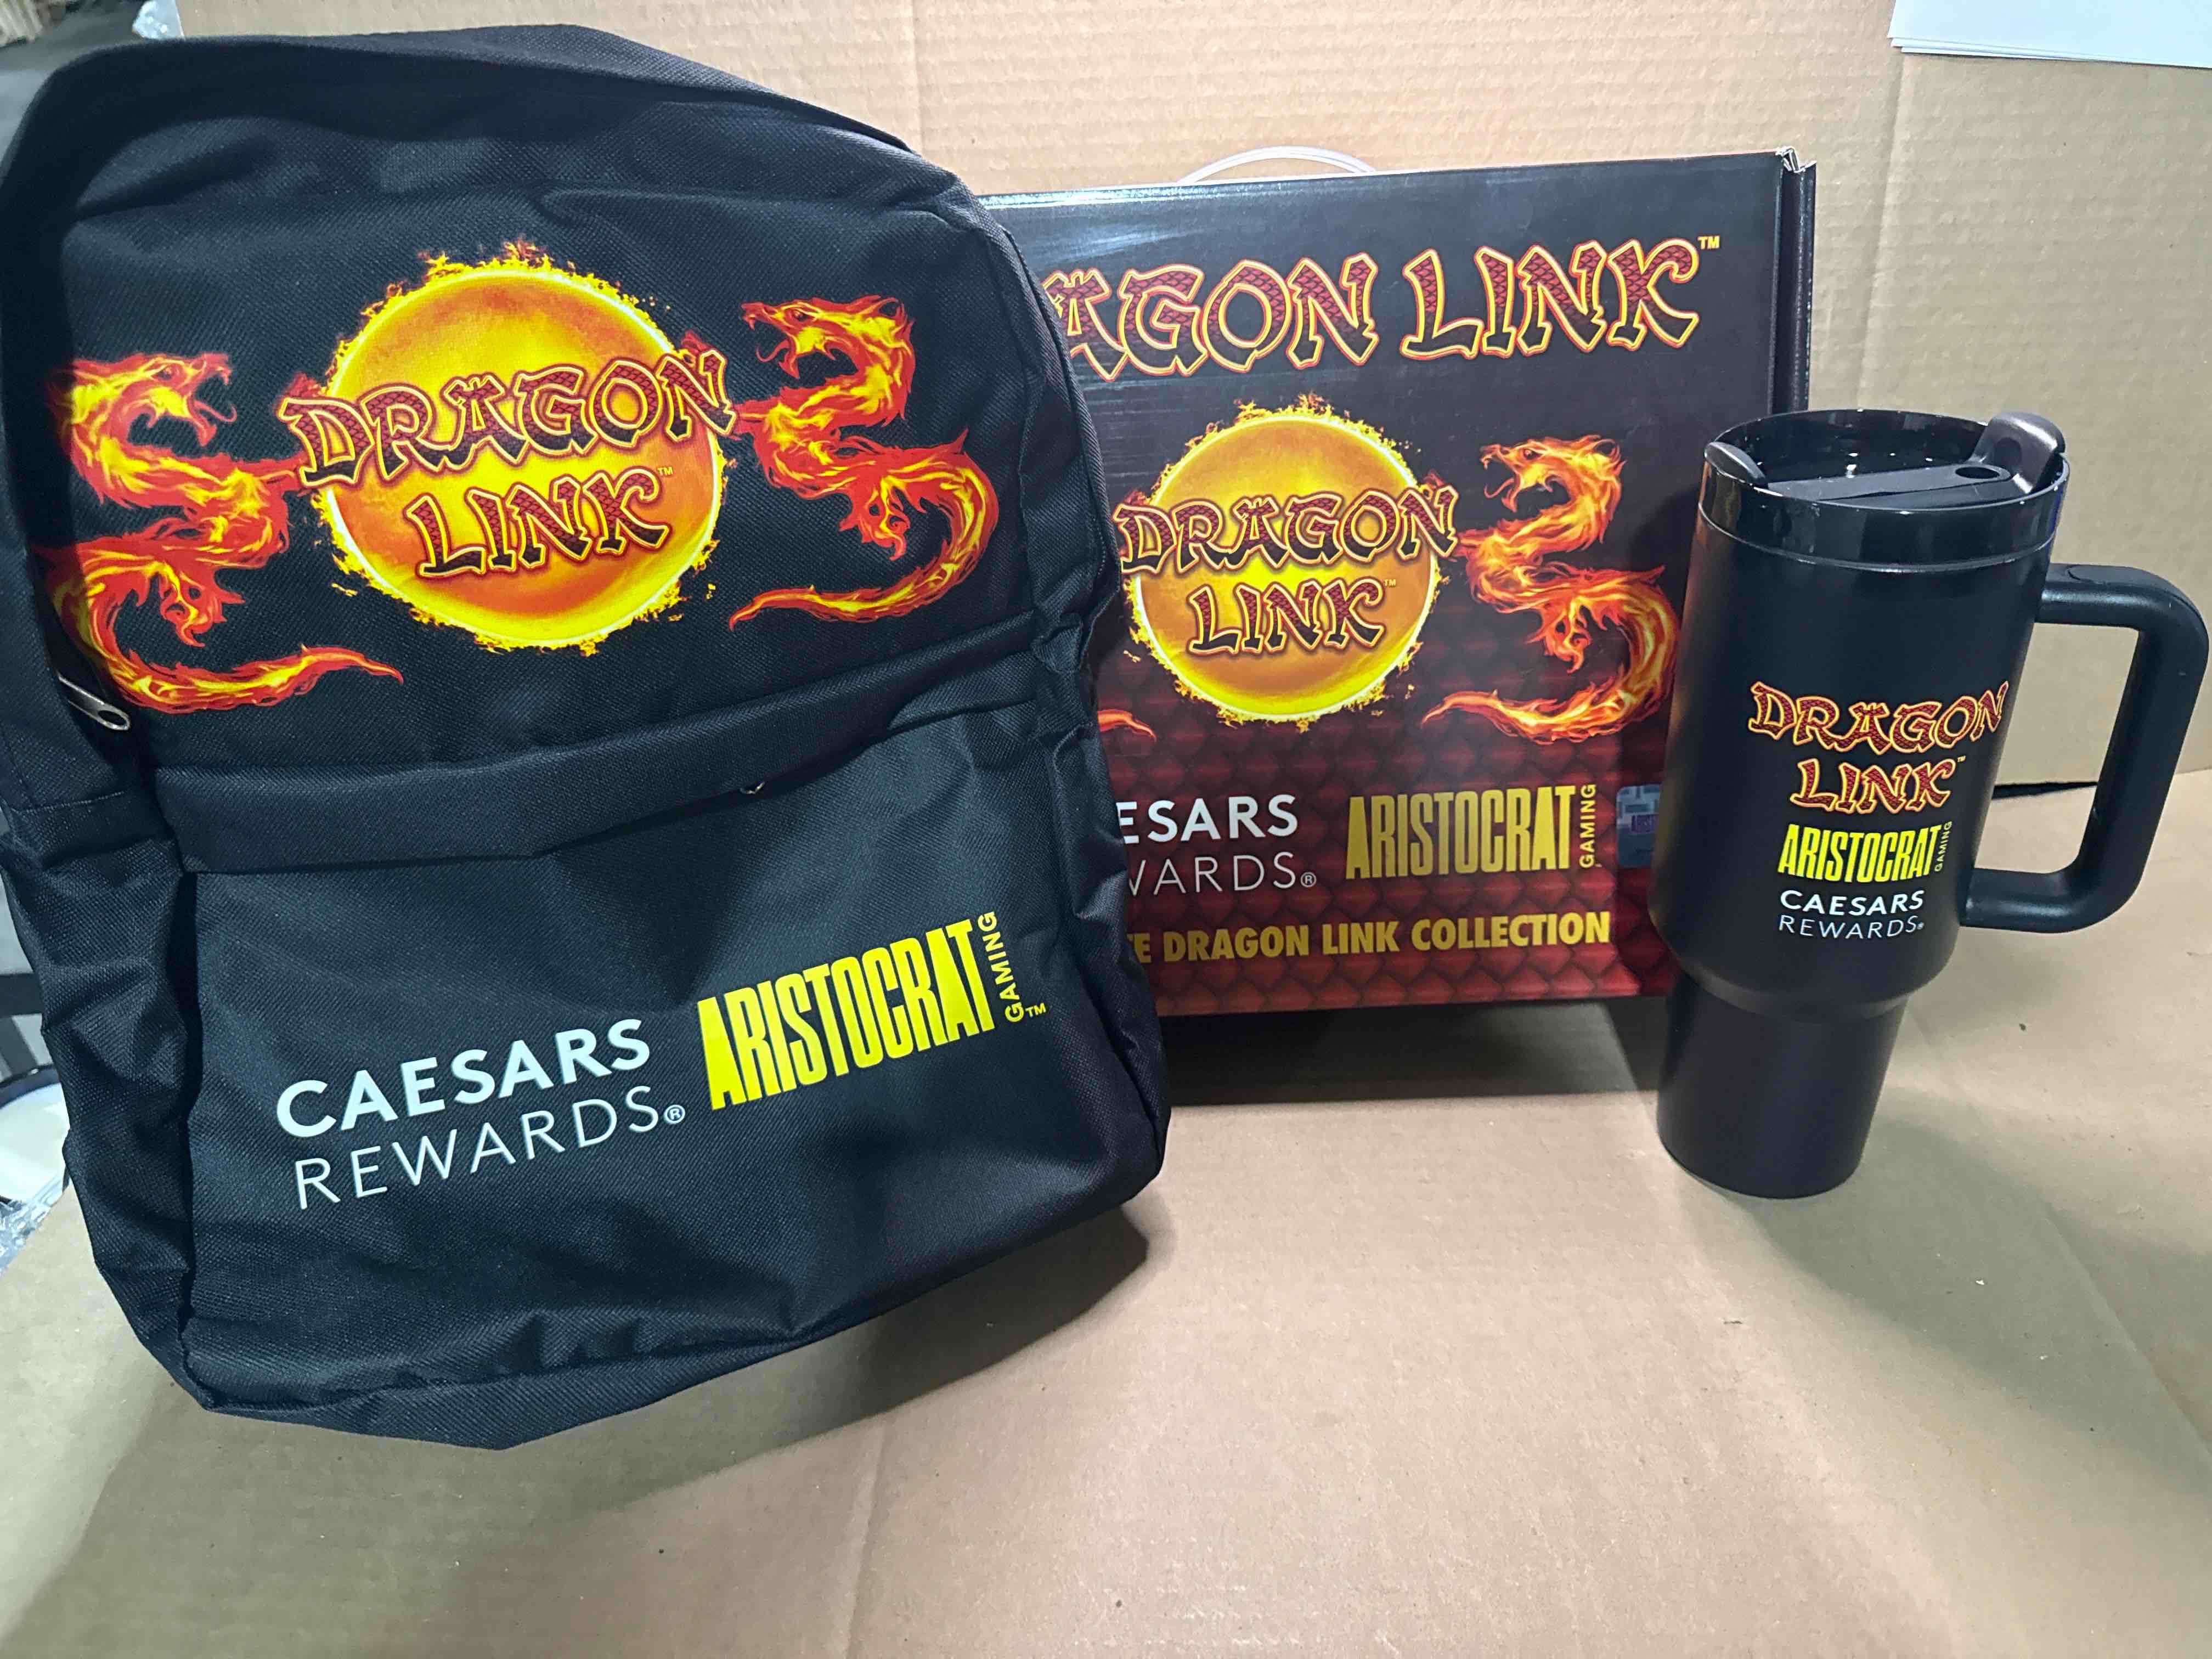 DRAGON
LINK™
CAESARS
REWARDS®
ARISTOCRAT
GAMING™
AGON LINK™
DRAGON
LINK™
ESARS
WARDS®
ARISTOCRAT
GAMING
E DRAGON LINK COLLECTION
DRAGON
LINK™
ARISTOCRAT
GAMING
CAESARS
REWARDS®